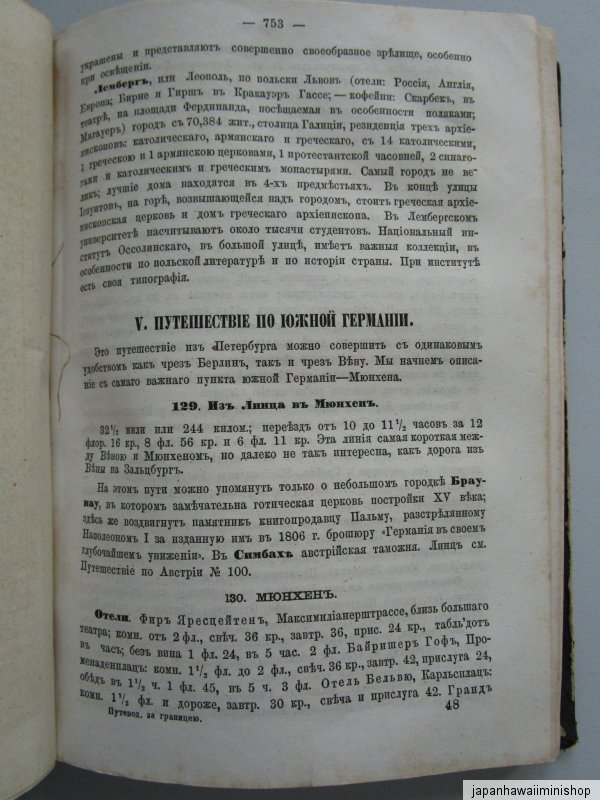 — 753 —
украшены и представляютъ совершенно своеобразное зрѣлище, особенно
при освѣщеніи.
Лембергъ, или Леополь, по польски Львовъ (отели: Россія, Англія,
Европа; Бирне и Гиршъ въ Кракауэръ Гассе; — кофейни: Скарбекъ, въ
театрѣ, на площади Фердинанда, посѣщаемая въ особенности поляками;
Магауеръ) городъ съ 70,384 жит., столица Галиціи, резиденція трехъ архіе-
пископовъ: католическаго, армянскаго и греческаго, съ 14 католическими,
1 греческою и 1 армянскою церковами, 1 протестантской часовней, 2 синаго-
гами и католическимъ и греческимъ монастырями. Самый городъ не ве-
ликъ; лучшіе дома находятся въ 4-хъ предмѣстьяхъ. Въ концѣ улицы
Іезуитовъ, на горѣ, возвышающейся надъ городомъ, стоитъ греческая архіе-
пископская церковь и домъ греческаго архіепископа. Въ Лембергскомъ
университетѣ насчитываютъ около тысячи студентовъ. Національный ин-
ститутъ Оссолинскаго, въ большой улицѣ, имѣетъ важныя коллекціи, въ
особенности по польской литературѣ и по исторіи страны. При институтѣ
есть своя типографія.
V. ПУТЕШЕСТВІЕ ПО ЮЖНОЙ ГЕРМАНІИ.
Это путешествіе изъ Петербурга можно совершить съ одинаковымъ
удобствомъ какъ чрезъ Берлинъ, такъ и чрезъ Вѣну. Мы начнемъ описа-
ніе съ самаго важнаго пункта южной Германіи—Мюнхена.
129. Изъ Линца въ Мюнхенъ.
32½ мили или 244 килом.; переѣздъ отъ 10 до 11½ часовъ за 12
флор. 16 кр., 8 фл. 56 кр. и 6 фл. 11 кр. Эта линія самая короткая меж-
ду Вѣною и Мюнхеномъ, но далеко не такъ интересна, какъ дорога изъ
Вѣны на Зальцбургъ.
На этомъ пути можно упомянуть только о небольшомъ городкѣ Брау-
нау, въ которомъ замѣчательна готическая церковь постройки XV вѣка;
здѣсь же воздвигнутъ памятникъ книгопродавцу Пальму, разстрѣлянному
Наполеономъ I за изданную имъ въ 1806 г. брошюру „Германія въ своемъ
глубочайшемъ униженіи“. Въ Симбахъ австрійская таможня. Линцъ см.
Путешествіе по Австріи № 100.
130. МЮНХЕНЪ.
Отели. Фиръ Яресцейтенъ, Максимиліанерштрассе, близь большаго
театра; комн. отъ 2 фл., свѣч. 36 кр., завтр. 36, прис. 24 кр., табль'дотъ
въ часъ; безъ вина 1 фл. 24, въ 5 час. 2 фл. Байришеръ Гофъ, Про-
менаденплацъ: комн. 1½ фл. до 2 фл., свѣч. 36 кр., завтр. 42, прислуга 24,
обѣдъ въ 1½ ч. 1 фл. 45, въ 5 ч. 3 фл. Отель Бельвю, Карльсплацъ:
комн. 1½ фл. и дороже, завтр. 30 кр., свѣча и прислуга 42. Грандъ
Путевод. за границею.
48
japanhawaiiminishop